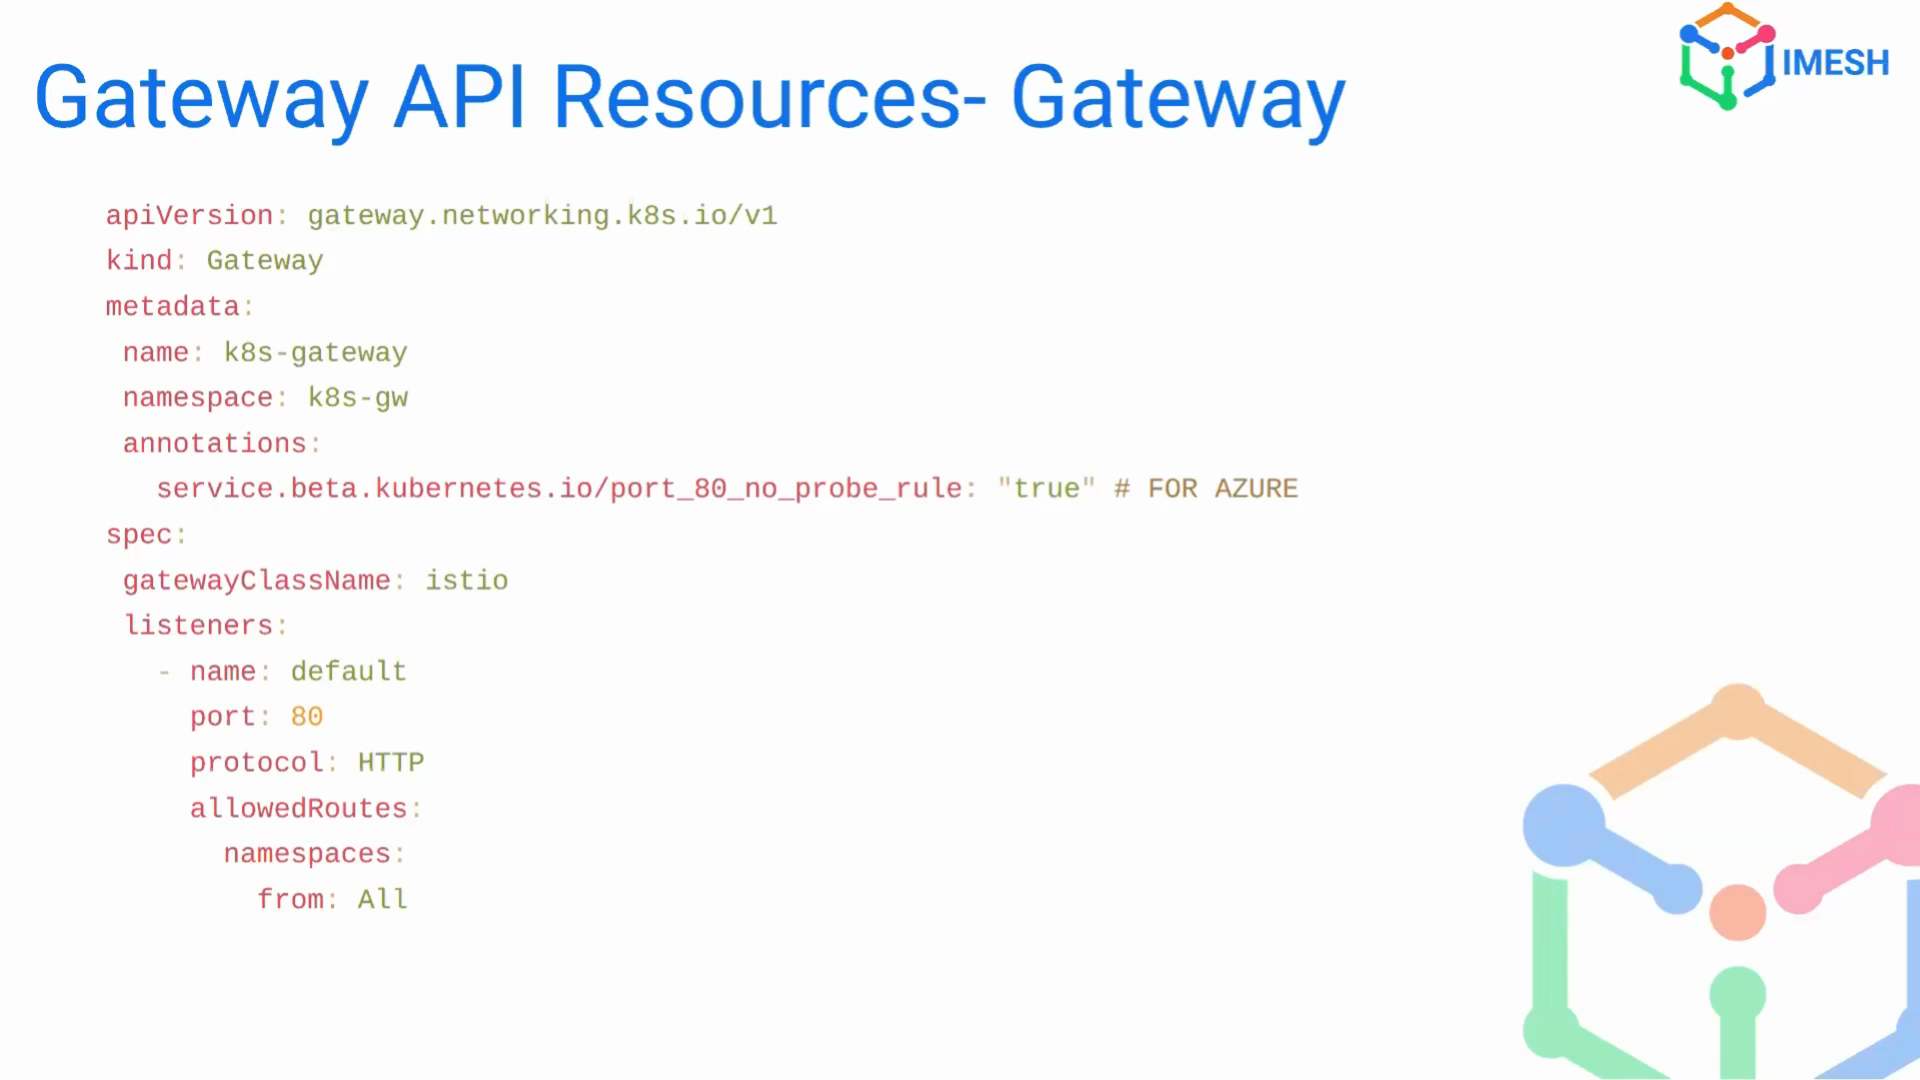 Gateway API Resources- Gateway
IMESH
apiVersion: gateway.networking.k8s.io/v1
kind: Gateway
metadata:
 name: k8s-gateway
 namespace: k8s-gw
 annotations:
   service.beta.kubernetes.io/port_80_no_probe_rule: "true" # FOR AZURE
spec:
 gatewayClassName: istio
 listeners:
   - name: default
     port: 80
     protocol: HTTP
     allowedRoutes:
       namespaces:
         from: All